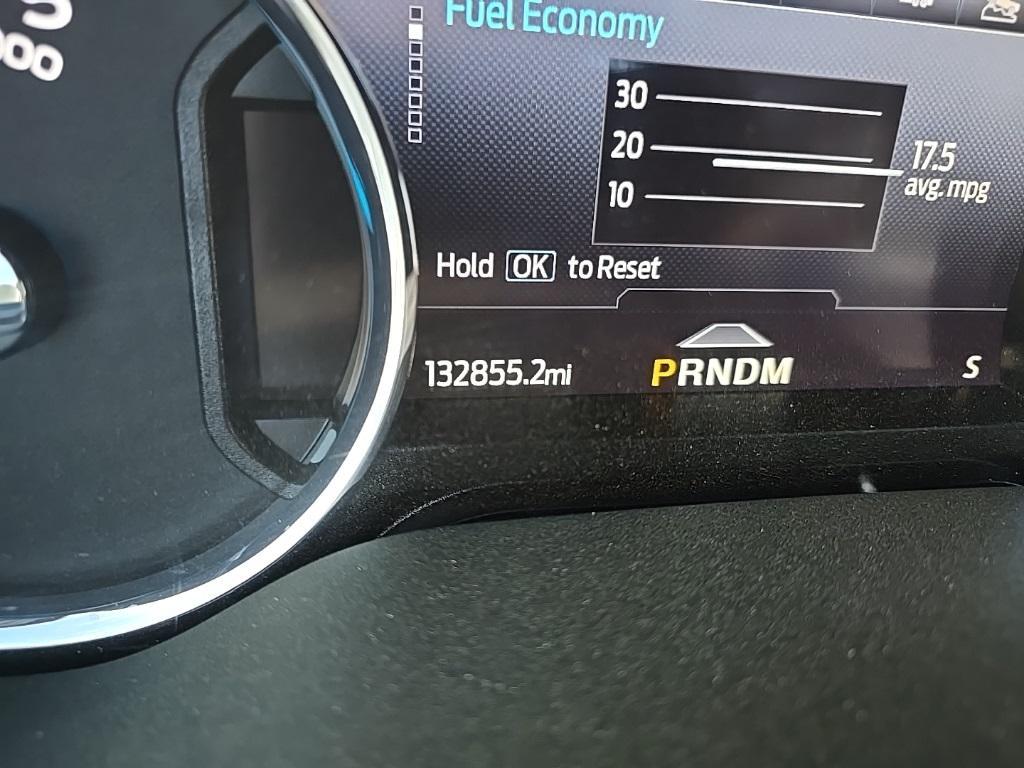 Fuel Economy
30
20
10
17.5
avg. mpg
Hold OK to Reset
132855.2mi
PRNDM
S